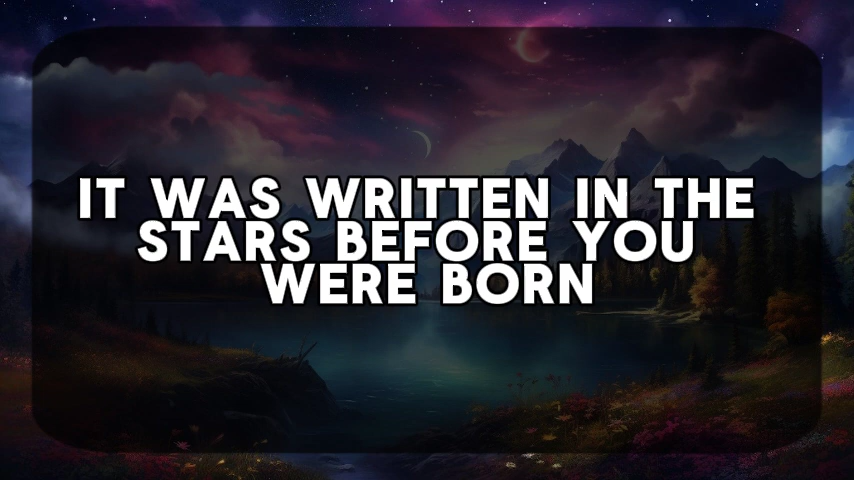 IT WAS WRITTEN IN THE
STARS BEFORE YOU
WERE BORN